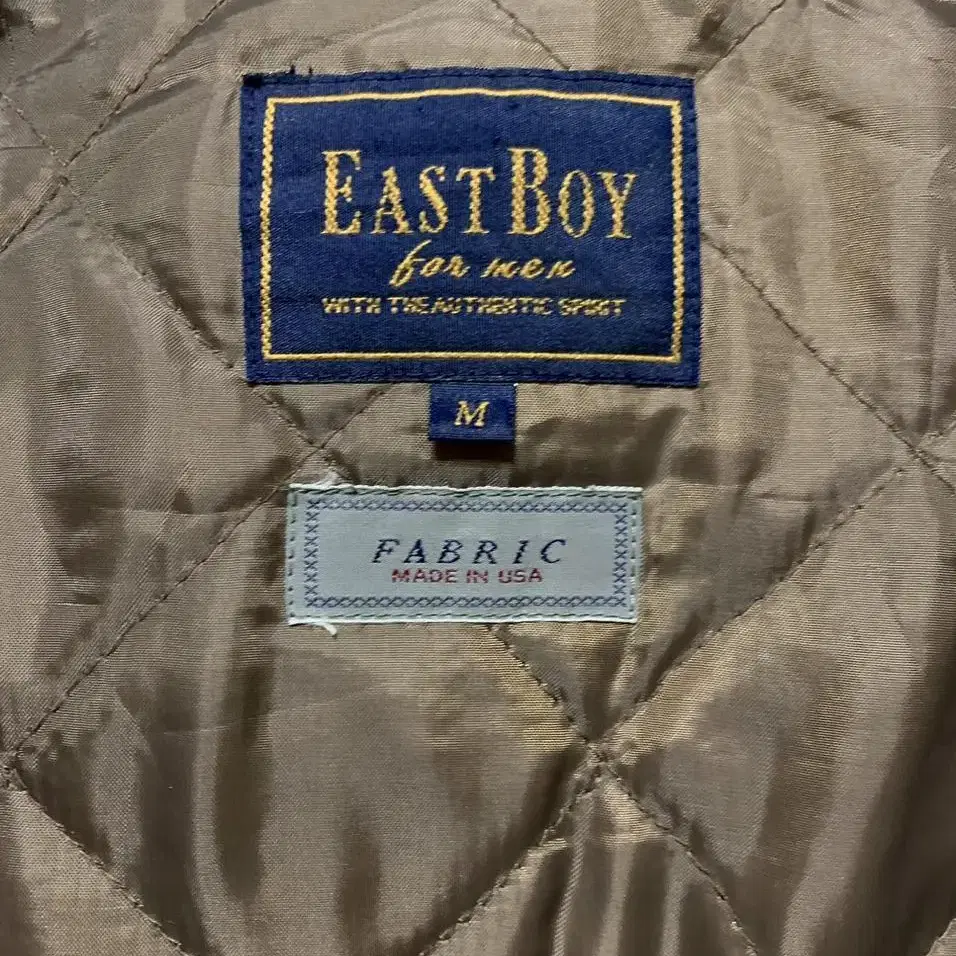 EAST BOY
for men
WITH THE AUTHENTIC SPIRIT
M
FABRIC
MADE IN USA